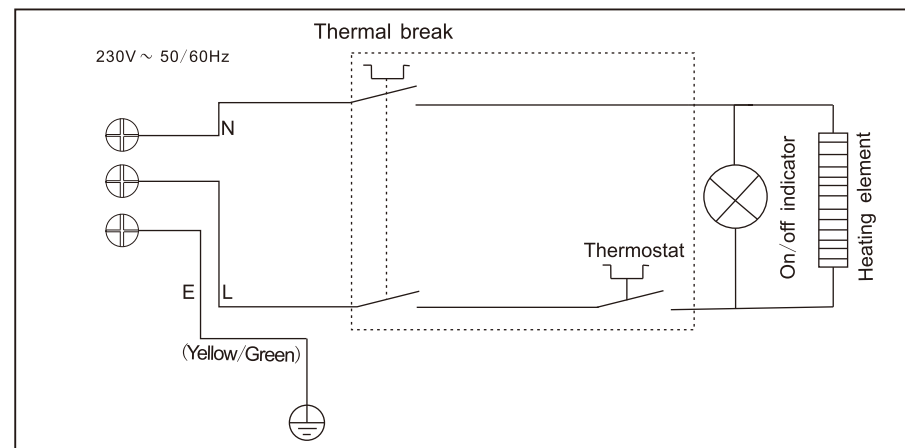 Thermal break
230V ~ 50/60Hz
N
On/off indicator
Heating element
Thermostat
E
L
(Yellow/Green)